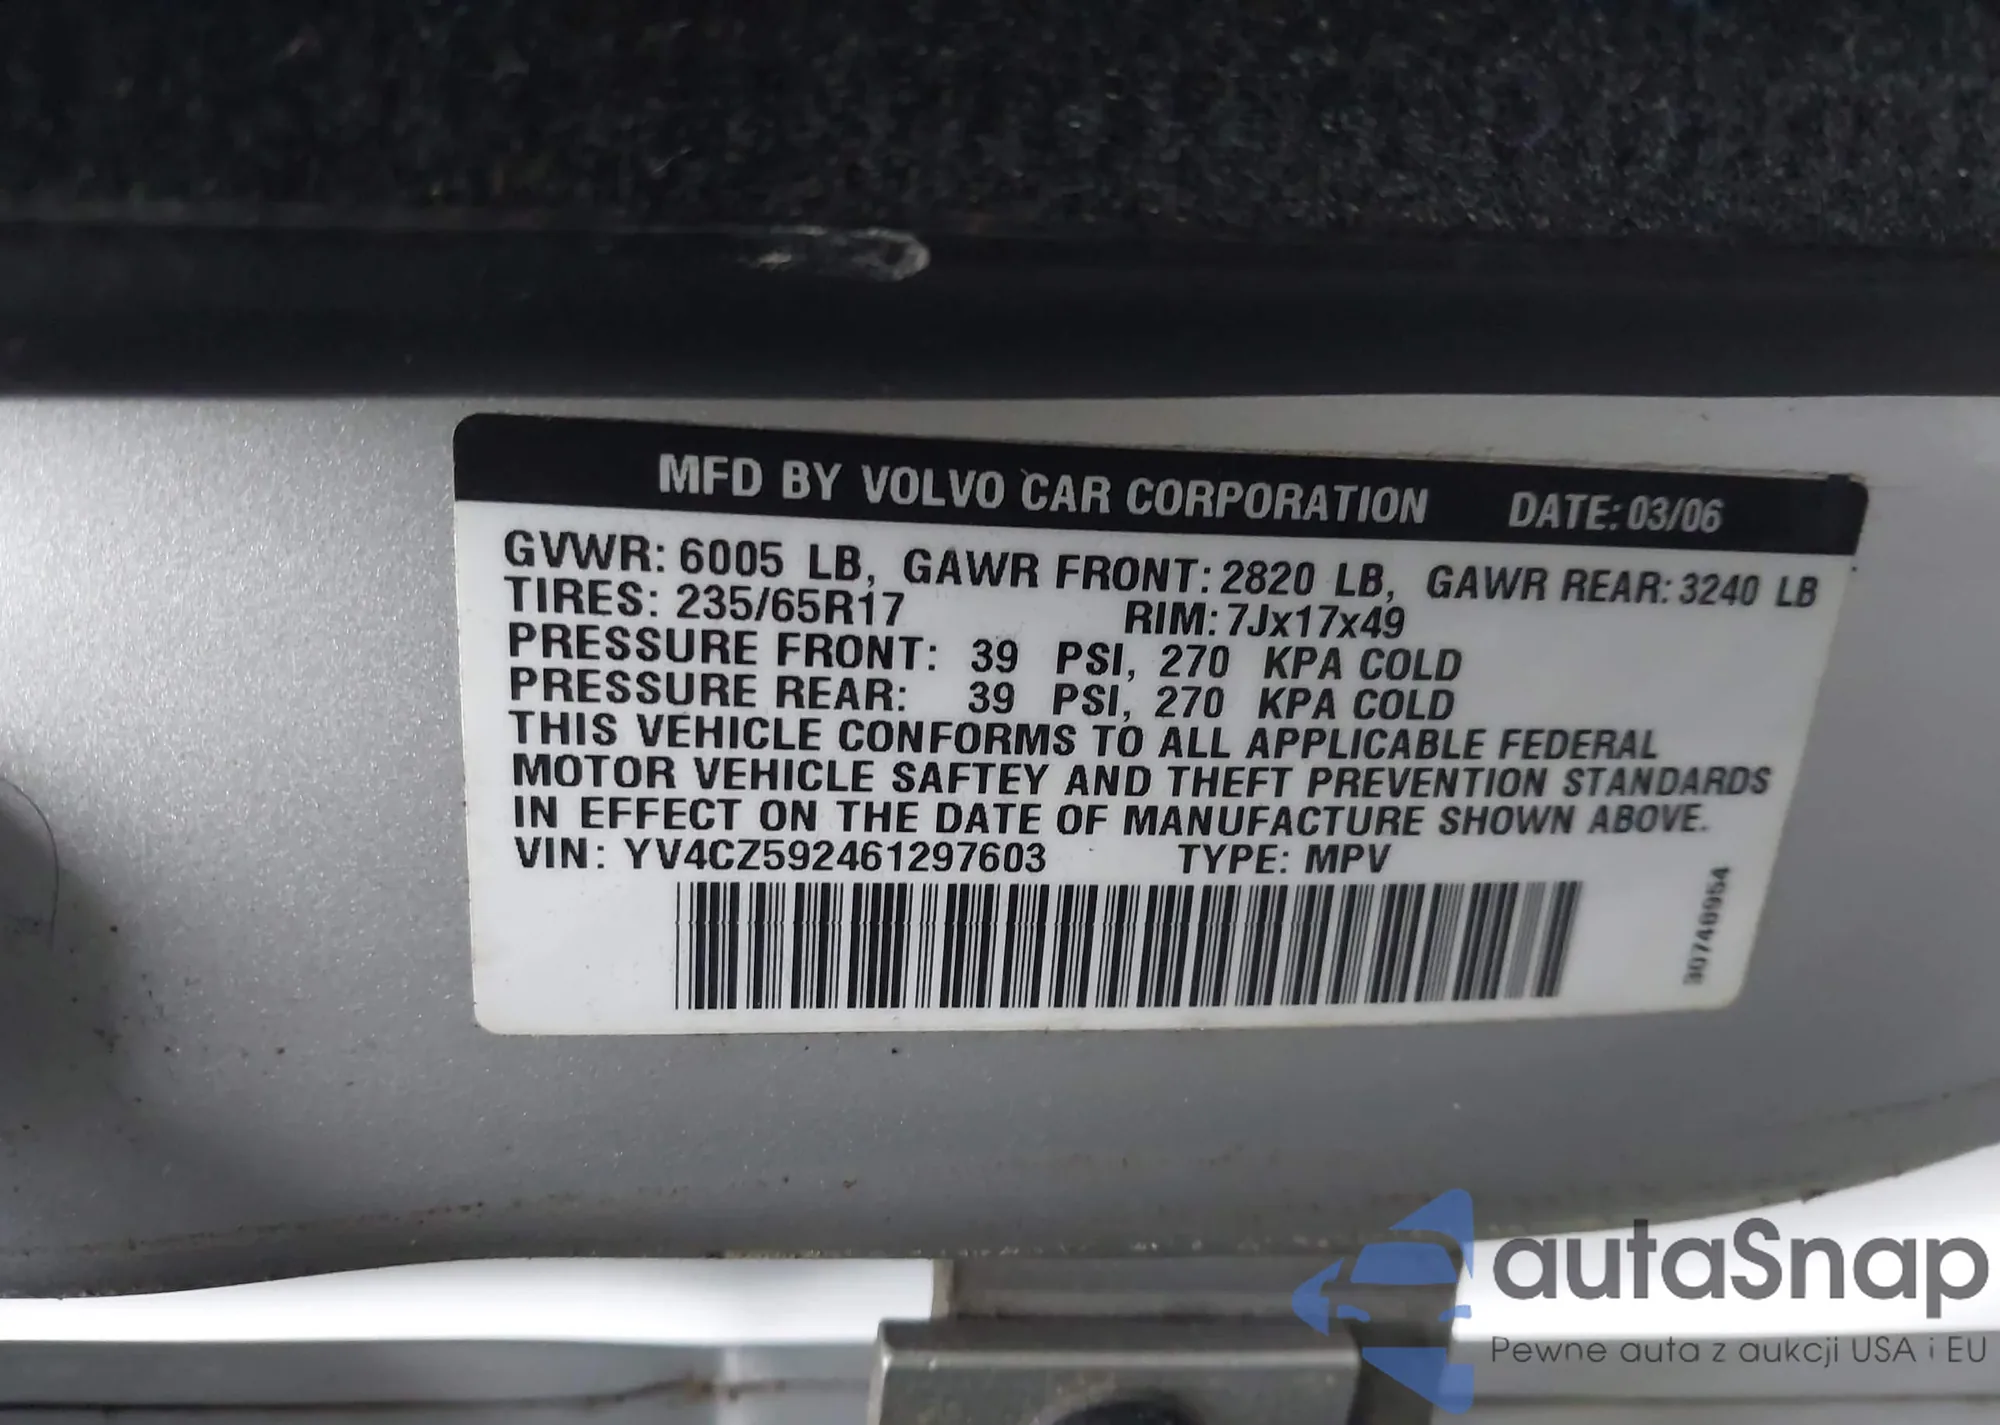 MFD BY VOLVO CAR CORPORATION DATE: 03/06
GVWR: 6005 LB, GAWR FRONT: 2820 LB, GAWR REAR: 3240 LB
TIRES: 235/65R17 RIM: 7Jx17x49
PRESSURE FRONT: 39 PSI, 270 KPA COLD
PRESSURE REAR: 39 PSI, 270 KPA COLD
THIS VEHICLE CONFORMS TO ALL APPLICABLE FEDERAL
MOTOR VEHICLE SAFTEY AND THEFT PREVENTION STANDARDS
IN EFFECT ON THE DATE OF MANUFACTURE SHOWN ABOVE.
VIN: YV4CZ592461297603 TYPE: MPV
30740954
autaSnap
Pewne auta z aukcji USA i EU